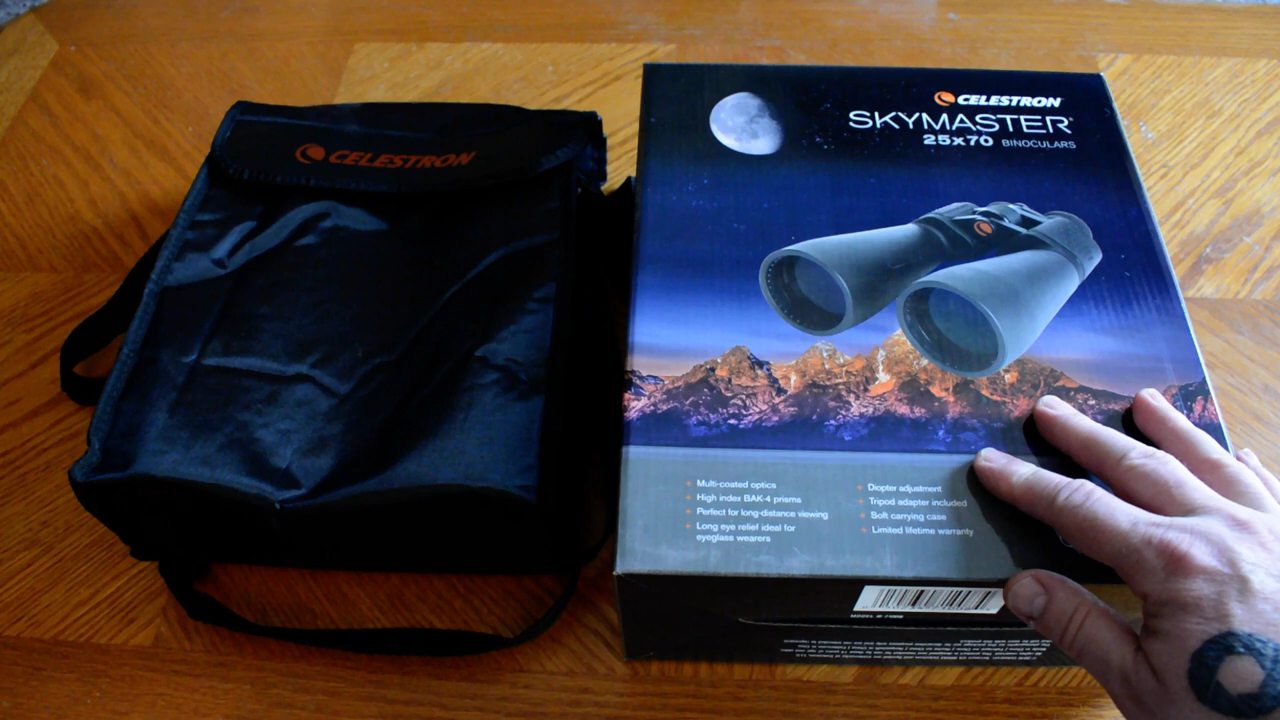 CELESTRON
CELESTRON
SKYMASTER
25x70 BINOCULARS
Multi-coated optics
High index BAK-4 prisms
Perfect for long-distance viewing
Long eye relief ideal for
eyeglass wearers
Diopter adjustment
Tripod adapter included
Soft carrying case
Limited lifetime warranty